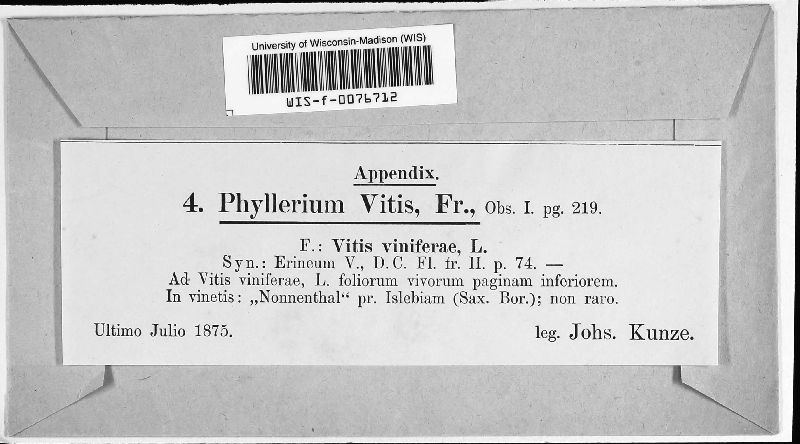 University of Wisconsin-Madison (WIS)
WIS-f-0076712
Appendix.
4. Phyllerium Vitis, Fr., Obs. I. pg. 219.
F.: Vitis viniferae, L.
Syn.: Erineum V., D.C. Fl. fr. II. p. 74. —
Ad Vitis viniferae, L. foliorum vivorum paginam inferiorem.
In vinetis: „Nonnenthal“ pr. Islebiam (Sax. Bor.); non raro.
Ultimo Julio 1875. leg. Johs. Kunze.